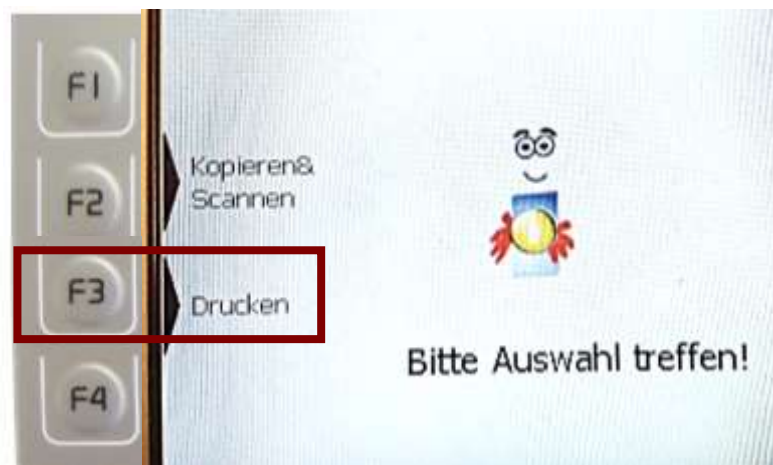 F1
F2
F3
F4
Kopieren&
Scannen
Drucken
Bitte Auswahl treffen!